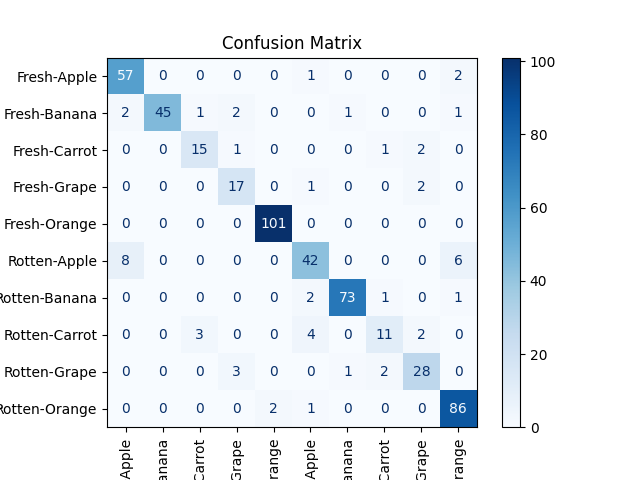 Confusion Matrix
Fresh-Apple 57 0 0 0 0 1 0 0 0 2
Fresh-Banana 2 45 1 2 0 0 1 0 0 1
Fresh-Carrot 0 0 15 1 0 0 0 1 2 0
Fresh-Grape 0 0 0 17 0 1 0 0 2 0
Fresh-Orange 0 0 0 0 101 0 0 0 0 0
Rotten-Apple 8 0 0 0 0 42 0 0 0 6
Rotten-Banana 0 0 0 0 0 2 73 1 0 1
Rotten-Carrot 0 0 3 0 0 4 0 11 2 0
Rotten-Grape 0 0 0 3 0 0 1 2 28 0
Rotten-Orange 0 0 0 0 2 1 0 0 0 86
Apple
anana
Carrot
Grape
range
Apple
anana
Carrot
Grape
range
100
80
60
40
20
0